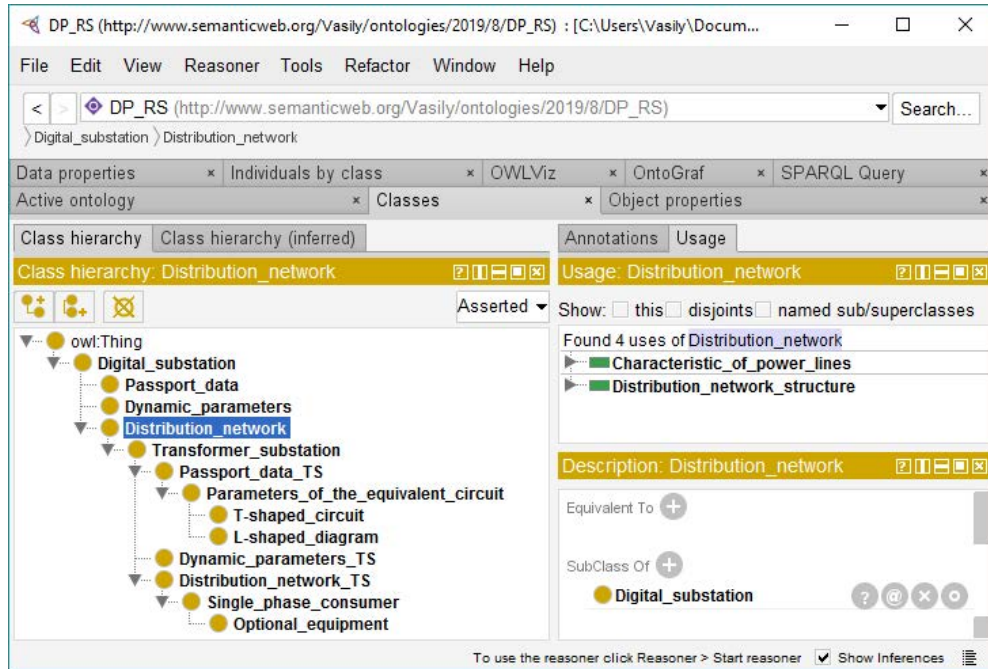 DP_RS (http://www.semanticweb.org/Vasily/ontologies/2019/8/DP_RS) : [C:\Users\Vasily\Docum...
File Edit View Reasoner Tools Refactor Window Help
< > DP_RS (http://www.semanticweb.org/Vasily/ontologies/2019/8/DP_RS) Search...
Digital_substation Distribution_network
Data properties Individuals by class OWLViz OntoGraf SPARQL Query
Active ontology Classes Object properties
Class hierarchy Class hierarchy (inferred)
Class hierarchy: Distribution_network
Asserted
owl:Thing
Digital_substation
Passport_data
Dynamic_parameters
Distribution_network
Transformer_substation
Passport_data_TS
Parameters_of_the_equivalent_circuit
T-shaped_circuit
L-shaped_diagram
Dynamic_parameters_TS
Distribution_network_TS
Single_phase_consumer
Optional_equipment
Annotations Usage
Usage: Distribution_network
Show: this disjoints named sub/superclasses
Found 4 uses of Distribution_network
Characteristic_of_power_lines
Distribution_network_structure
Description: Distribution_network
Equivalent To
SubClass Of
Digital_substation
To use the reasoner click Reasoner > Start reasoner Show Inferences